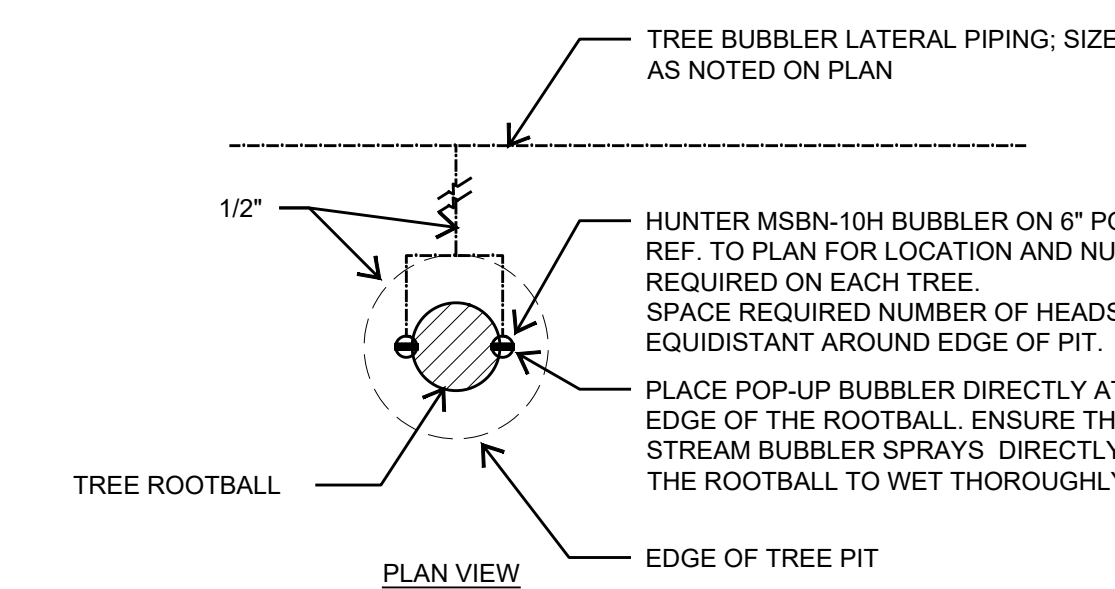 TREE BUBBLER LATERAL PIPING; SIZE
AS NOTED ON PLAN
1/2"
HUNTER MSBN-10H BUBBLER ON 6"
REF. TO PLAN FOR LOCATION AND
REQUIRED ON EACH TREE.
SPACE REQUIRED NUMBER OF HEADS
EQUIDISTANT AROUND EDGE OF PIT.
PLACE POP-UP BUBBLER DIRECTLY AT
EDGE OF THE ROOTBALL. ENSURE
STREAM BUBBLER SPRAYS DIRECTLY
THE ROOTBALL TO WET THOROUGHLY
TREE ROOTBALL
EDGE OF TREE PIT
PLAN VIEW